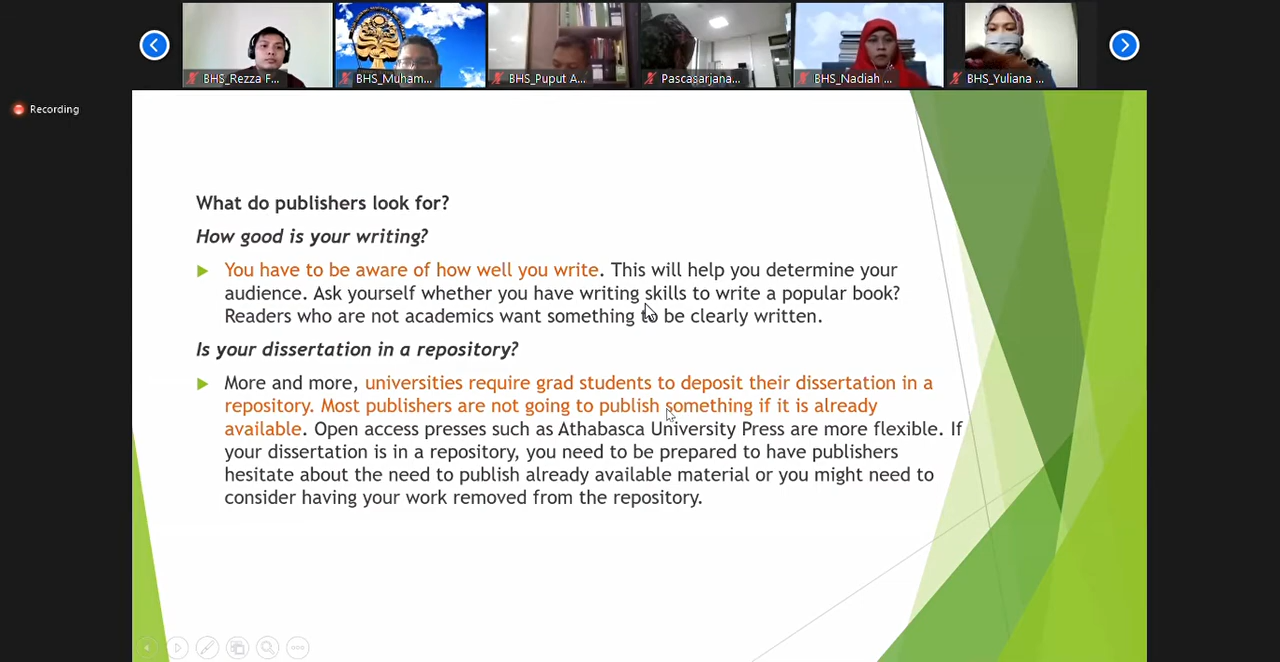 BHS_Rezza F...
BHS_Muham...
BHS_Puput A...
Pascasarjana...
BHS_Nadiah ...
BHS_Yuliana ...
Recording
What do publishers look for?
How good is your writing?
You have to be aware of how well you write. This will help you determine your
audience. Ask yourself whether you have writing skills to write a popular book?
Readers who are not academics want something to be clearly written.
Is your dissertation in a repository?
More and more, universities require grad students to deposit their dissertation in a
repository. Most publishers are not going to publish something if it is already
available. Open access presses such as Athabasca University Press are more flexible. If
your dissertation is in a repository, you need to be prepared to have publishers
hesitate about the need to publish already available material or you might need to
consider having your work removed from the repository.